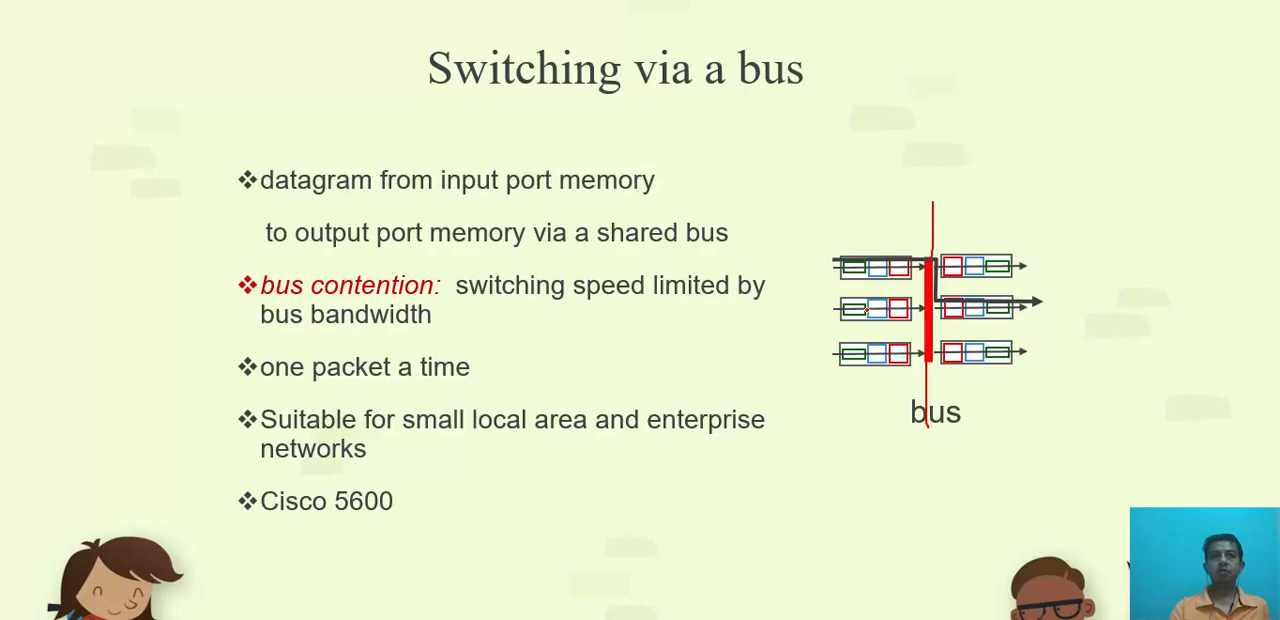 Switching via a bus
❖datagram from input port memory
to output port memory via a shared bus
❖bus contention: switching speed limited by
bus bandwidth
❖one packet a time
❖Suitable for small local area and enterprise
networks
❖Cisco 5600
bus